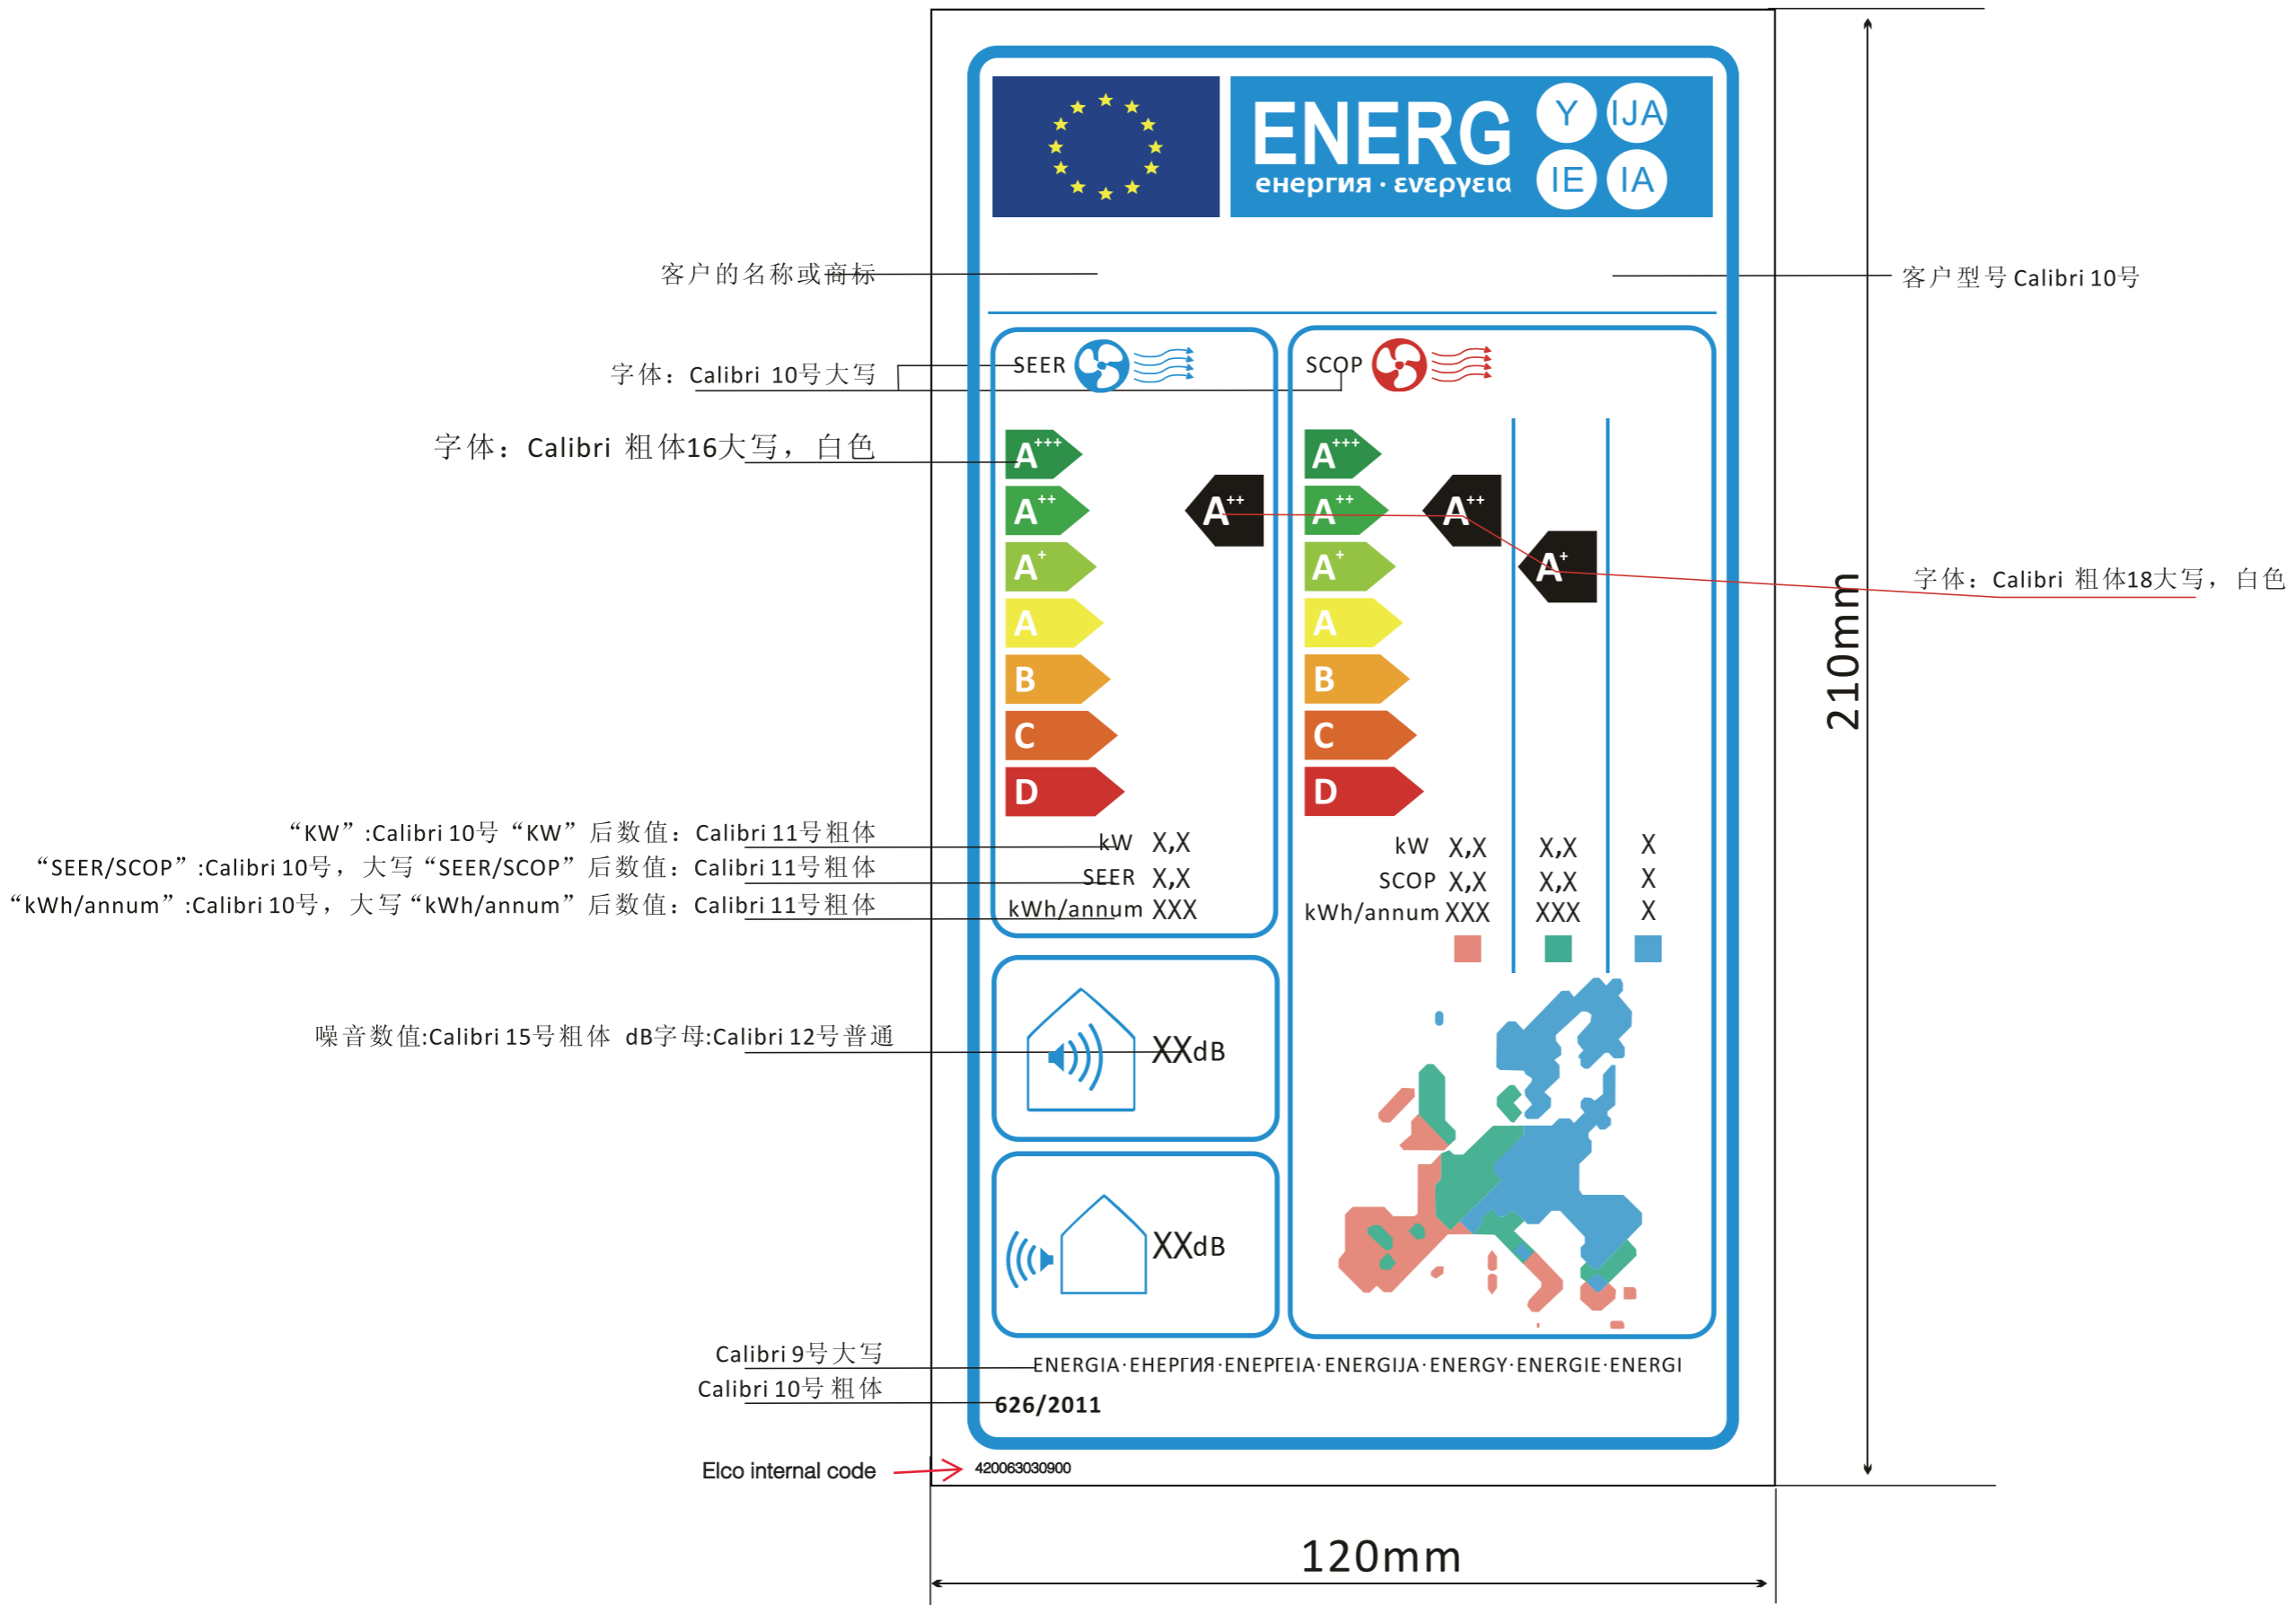 ENERG Y IJA
енергия · ενεργεια IE IA
客户的名称或商标
客户型号 Calibri 10号
字体：Calibri 10号大写
SEER
SCOP
字体：Calibri 粗体16大写，白色
A+++
A++
A+
A
B
C
D
A++
A+++
A++
A+
A
B
C
D
A++
A+
字体：Calibri 粗体18大写，白色
210mm
“KW”:Calibri 10号“KW”后数值：Calibri 11号粗体
“SEER/SCOP”:Calibri 10号，大写“SEER/SCOP”后数值：Calibri 11号粗体
“kWh/annum”:Calibri 10号，大写“kWh/annum”后数值：Calibri 11号粗体
kW X,X
SEER X,X
kWh/annum XXX
kW X,X X,X X
SCOP X,X X,X X
kWh/annum XXX XXX X
噪音数值:Calibri 15号粗体 dB字母:Calibri 12号普通
XXdB
XXdB
Calibri 9号大写
ENERGIA·ЕНЕРГИЯ·ΕΝΕΡΓΕΙΑ·ENERGIJA·ENERGY·ENERGIE·ENERGI
Calibri 10号 粗体
626/2011
Elco internal code
420063030900
120mm